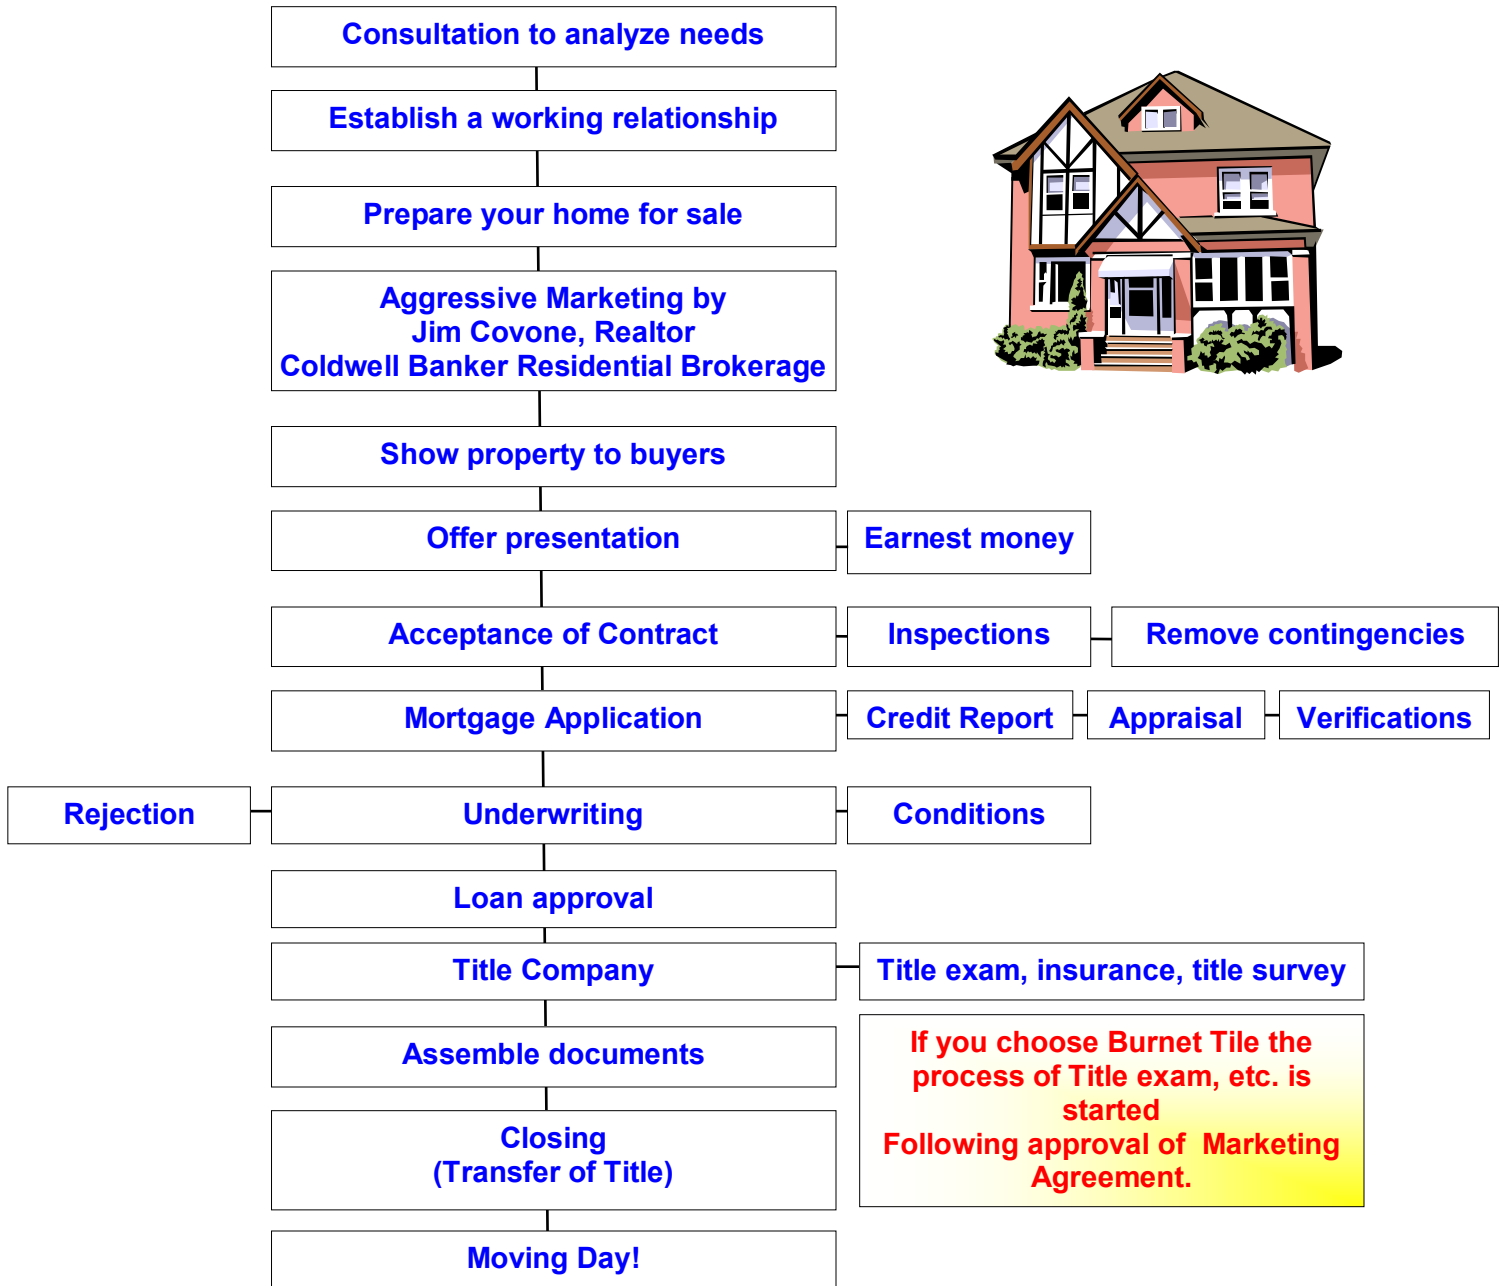 Consultation to analyze needs
Establish a working relationship
Prepare your home for sale
Aggressive Marketing by
Jim Covone, Realtor
Coldwell Banker Residential Brokerage
Show property to buyers
Offer presentation
Earnest money
Acceptance of Contract
Inspections
Remove contingencies
Mortgage Application
Credit Report
Appraisal
Verifications
Rejection
Underwriting
Conditions
Loan approval
Title Company
Title exam, insurance, title survey
If you choose Burnet Tile the
process of Title exam, etc. is
started
Following approval of  Marketing
Agreement.
Assemble documents
Closing
(Transfer of Title)
Moving Day!